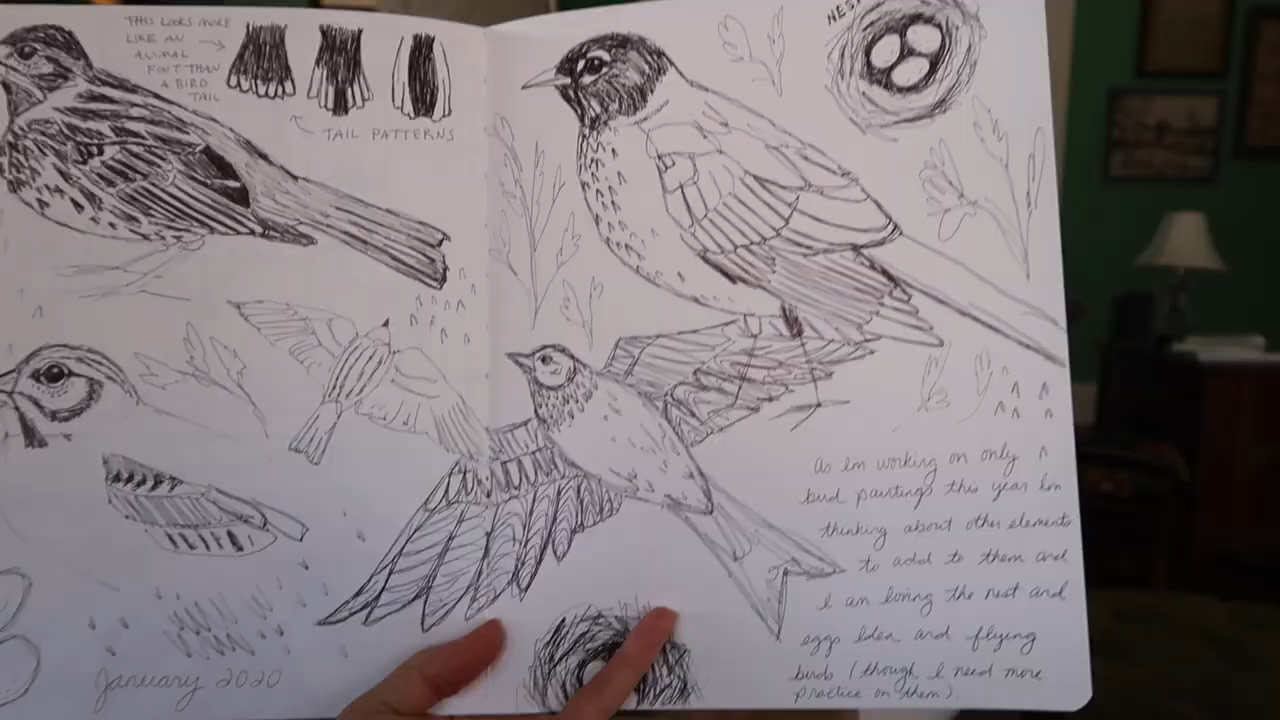 THIS LOOKS MORE
LIKE AN
ANIMAL
FOOT THAN
A BIRD
TAIL
TAIL PATTERNS
January 2020
NEST
As I'm working on only
bird paintings this year I'm
thinking about other elements
to add to them and
I am loving the nest and
eggs idea and flying
birds (though I need more
practice on them).